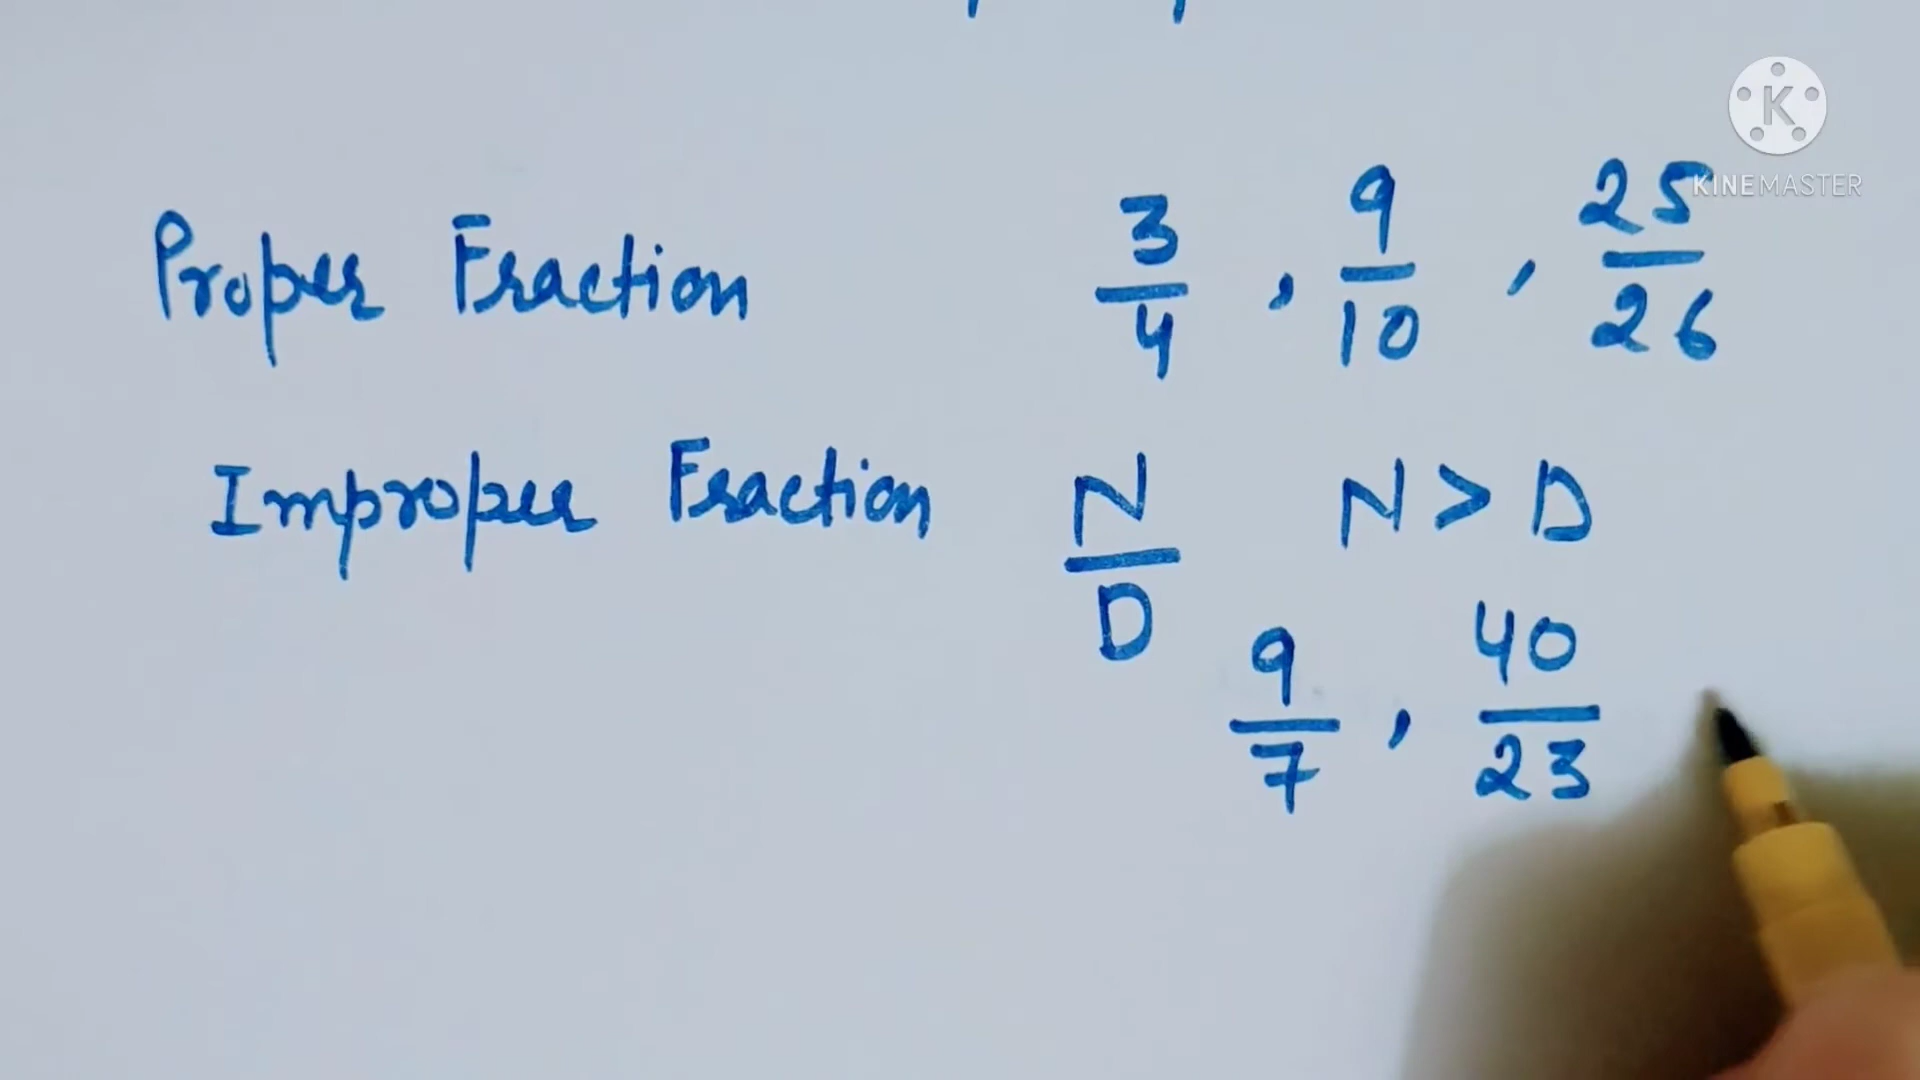 K
KINEMASTER
Proper Fraction 3/4 , 9/10 , 25/26
Improper Fraction N/D N > D
9/7 , 40/23